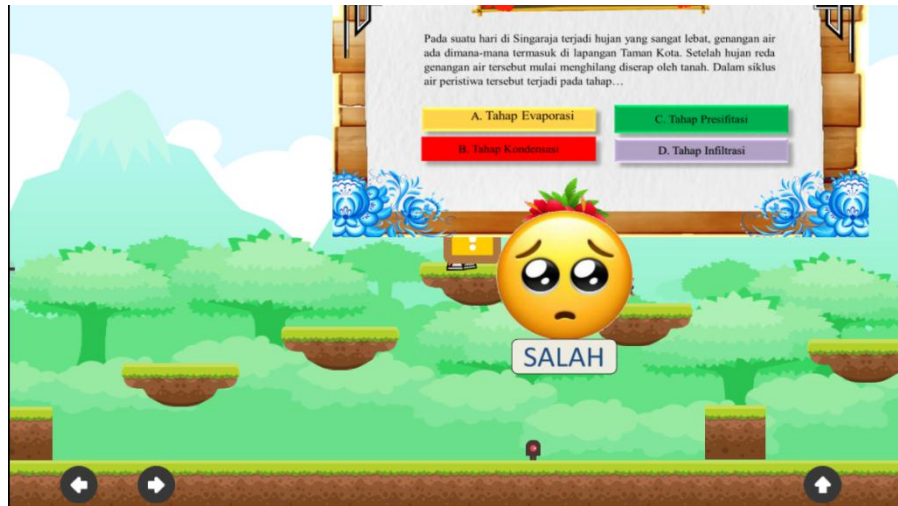 Pada suatu hari di Singaraja terjadi hujan yang sangat lebat, genangan air
ada dimana-mana termasuk di lapangan Taman Kota. Setelah hujan reda
genangan air tersebut mulai menghilang diserap oleh tanah. Dalam siklus
air peristiwa tersebut terjadi pada tahap…
A. Tahap Evaporasi
B. Tahap Kondensasi
C. Tahap Presifitasi
D. Tahap Infiltrasi
SALAH